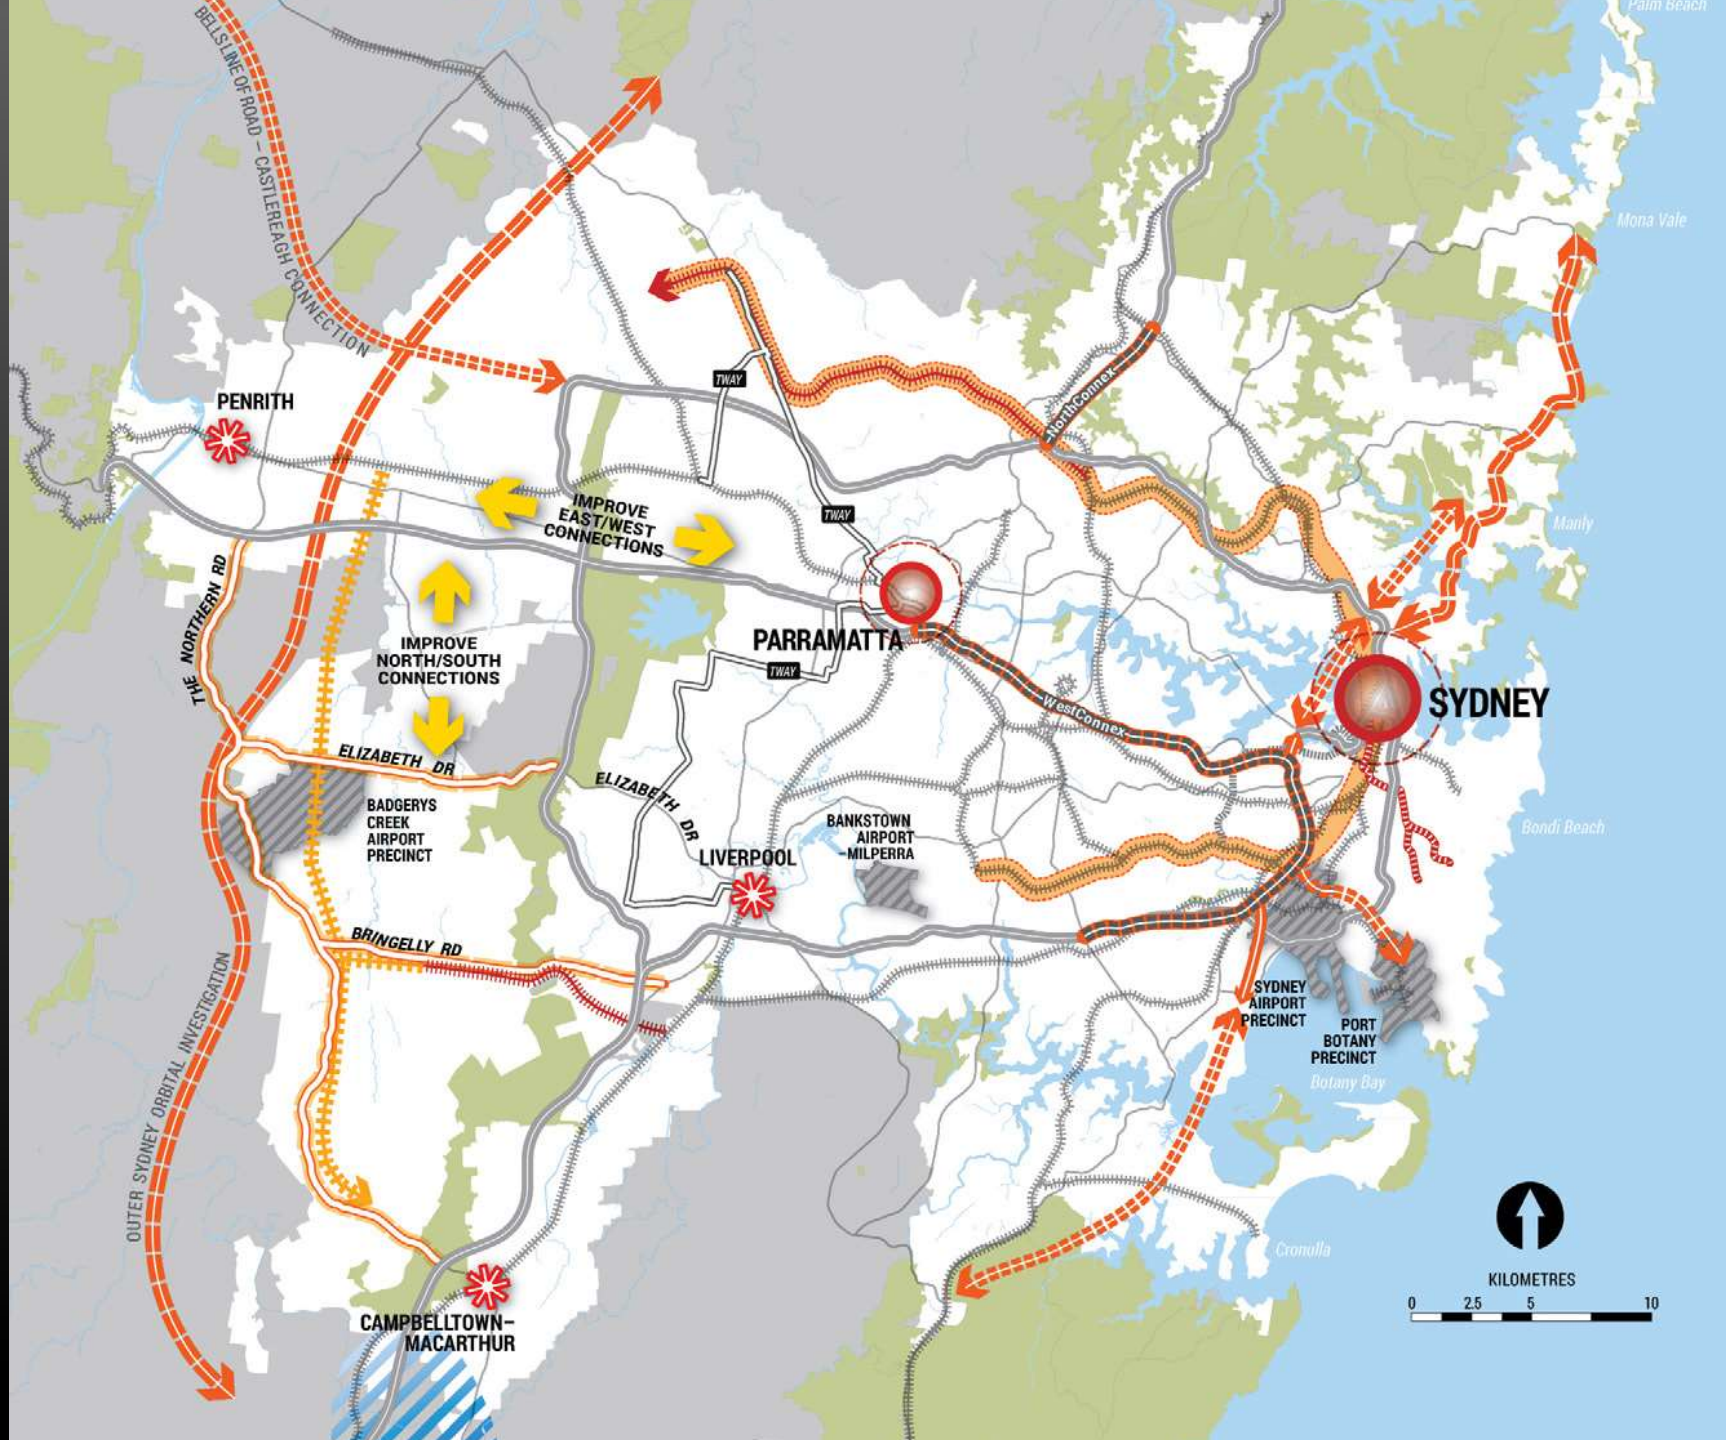 Palm Beach
BELLS LINE OF ROAD – CASTLEREAGH CONNECTION
Mona Vale
NorthConnex
TWAY
PENRITH
IMPROVE
EAST/WEST
CONNECTIONS
TWAY
Manly
THE NORTHERN RD
IMPROVE
NORTH/SOUTH
CONNECTIONS
PARRAMATTA
TWAY
WestConnex
SYDNEY
ELIZABETH DR
ELIZABETH DR
BADGERYS
CREEK
AIRPORT
PRECINCT
BANKSTOWN
AIRPORT
–MILPERRA
Bondi Beach
LIVERPOOL
BRINGELLY RD
OUTER SYDNEY ORBITAL INVESTIGATION
SYDNEY
AIRPORT
PRECINCT
PORT
BOTANY
PRECINCT
Botany Bay
Cronulla
KILOMETRES
0 2.5 5 10
CAMPBELLTOWN–
MACARTHUR